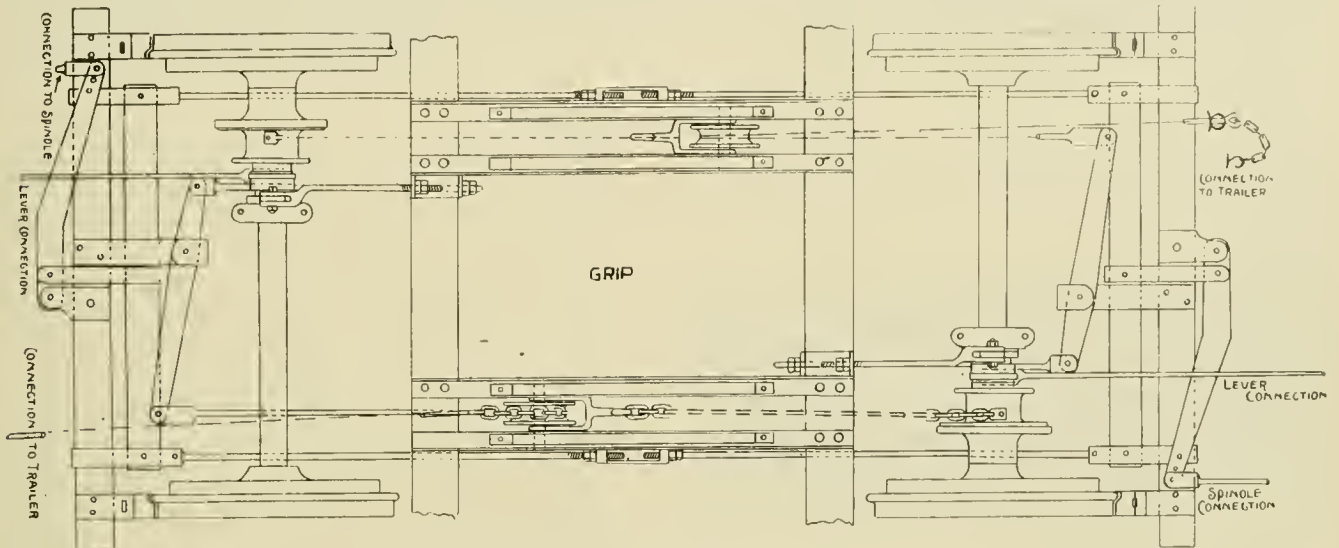 CONNECTION TO SPINDLE
LEVER CONNECTION
CONNECTION TO TRAILER
GRIP
CONNECTION
TO TRAILER
LEVER
CONNECTION
SPINDLE
CONNECTION